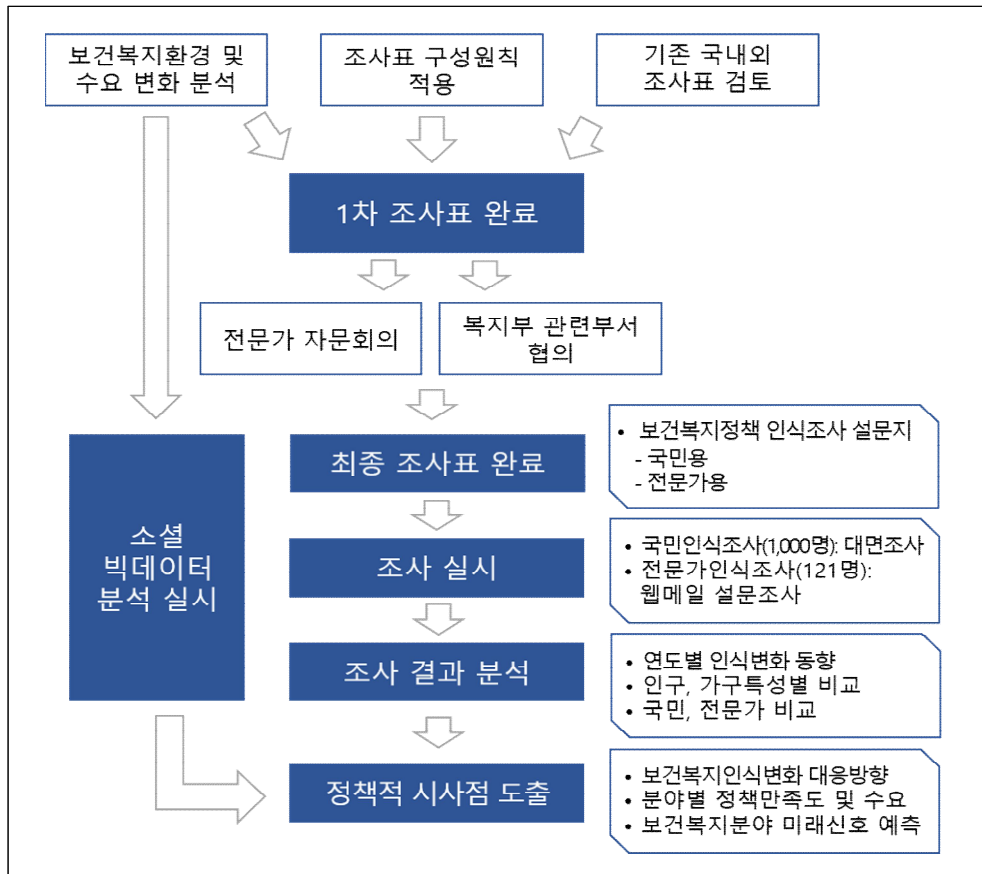 보건복지환경 및
수요 변화 분석
조사표 구성원칙
적용
기존 국내외
조사표 검토
1차 조사표 완료
전문가 자문회의
복지부 관련부서
협의
최종 조사표 완료
• 보건복지정책 인식조사 설문지
- 국민용
- 전문가용
소셜
빅데이터
분석 실시
조사 실시
• 국민인식조사(1,000명): 대면조사
• 전문가인식조사(121명):
웹메일 설문조사
조사 결과 분석
• 연도별 인식변화 동향
• 인구, 가구특성별 비교
• 국민, 전문가 비교
정책적 시사점 도출
• 보건복지인식변화 대응방향
• 분야별 정책만족도 및 수요
• 보건복지분야 미래신호 예측